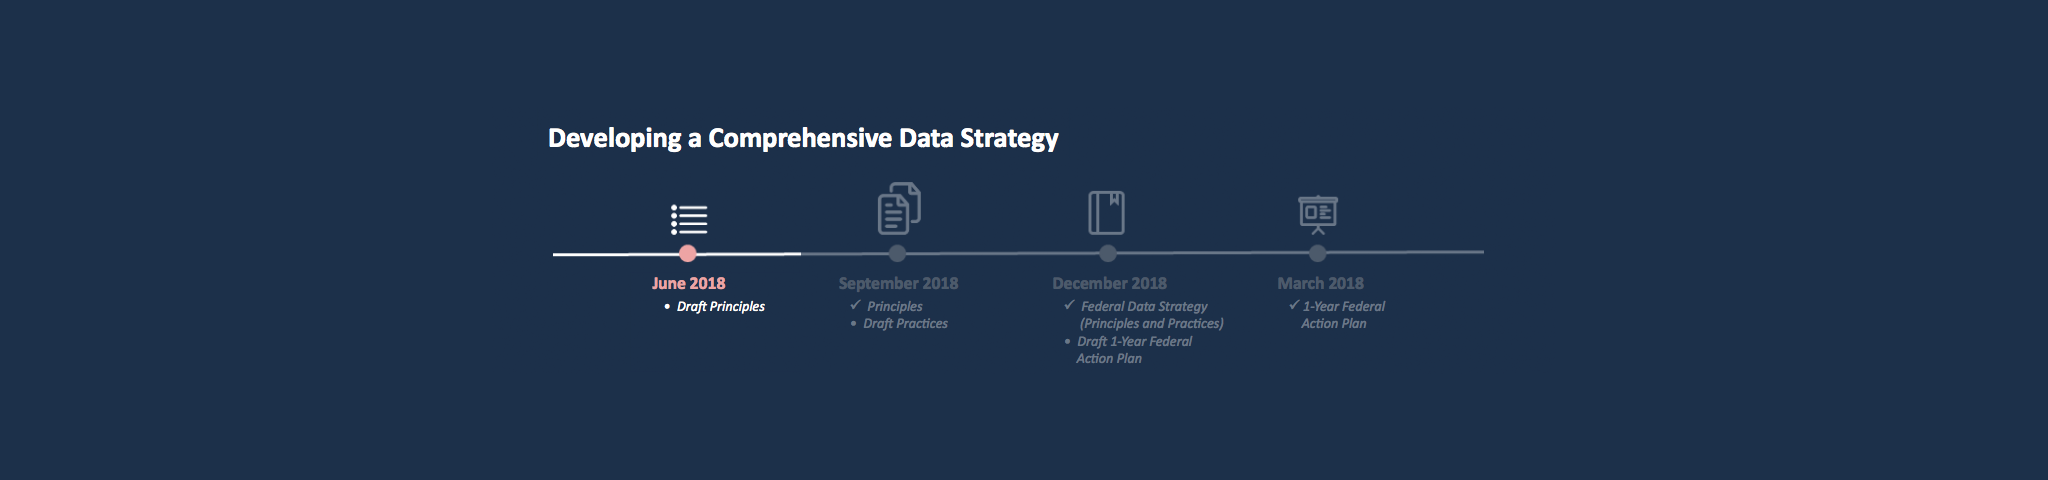 Developing a Comprehensive Data Strategy
June 2018
• Draft Principles
September 2018
✓ Principles
• Draft Practices
December 2018
✓ Federal Data Strategy
(Principles and Practices)
• Draft 1-Year Federal
Action Plan
March 2018
✓ 1-Year Federal
Action Plan